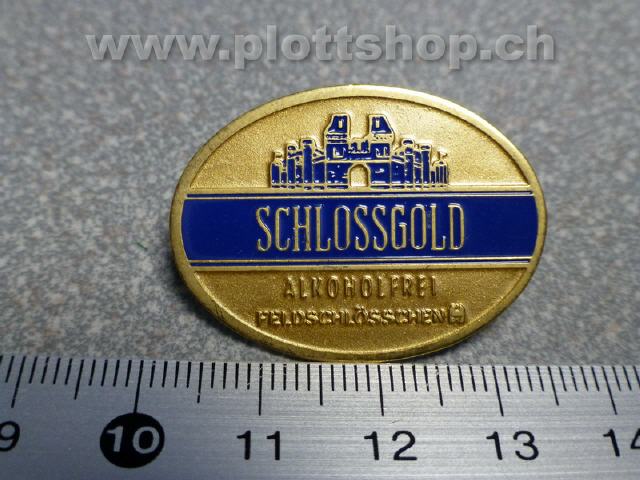 www.plottshop.ch
SCHLOSSGOLD
ALKOHOLFREI
FELDSCHLÖSSCHEN
9 10 11 12 13 14